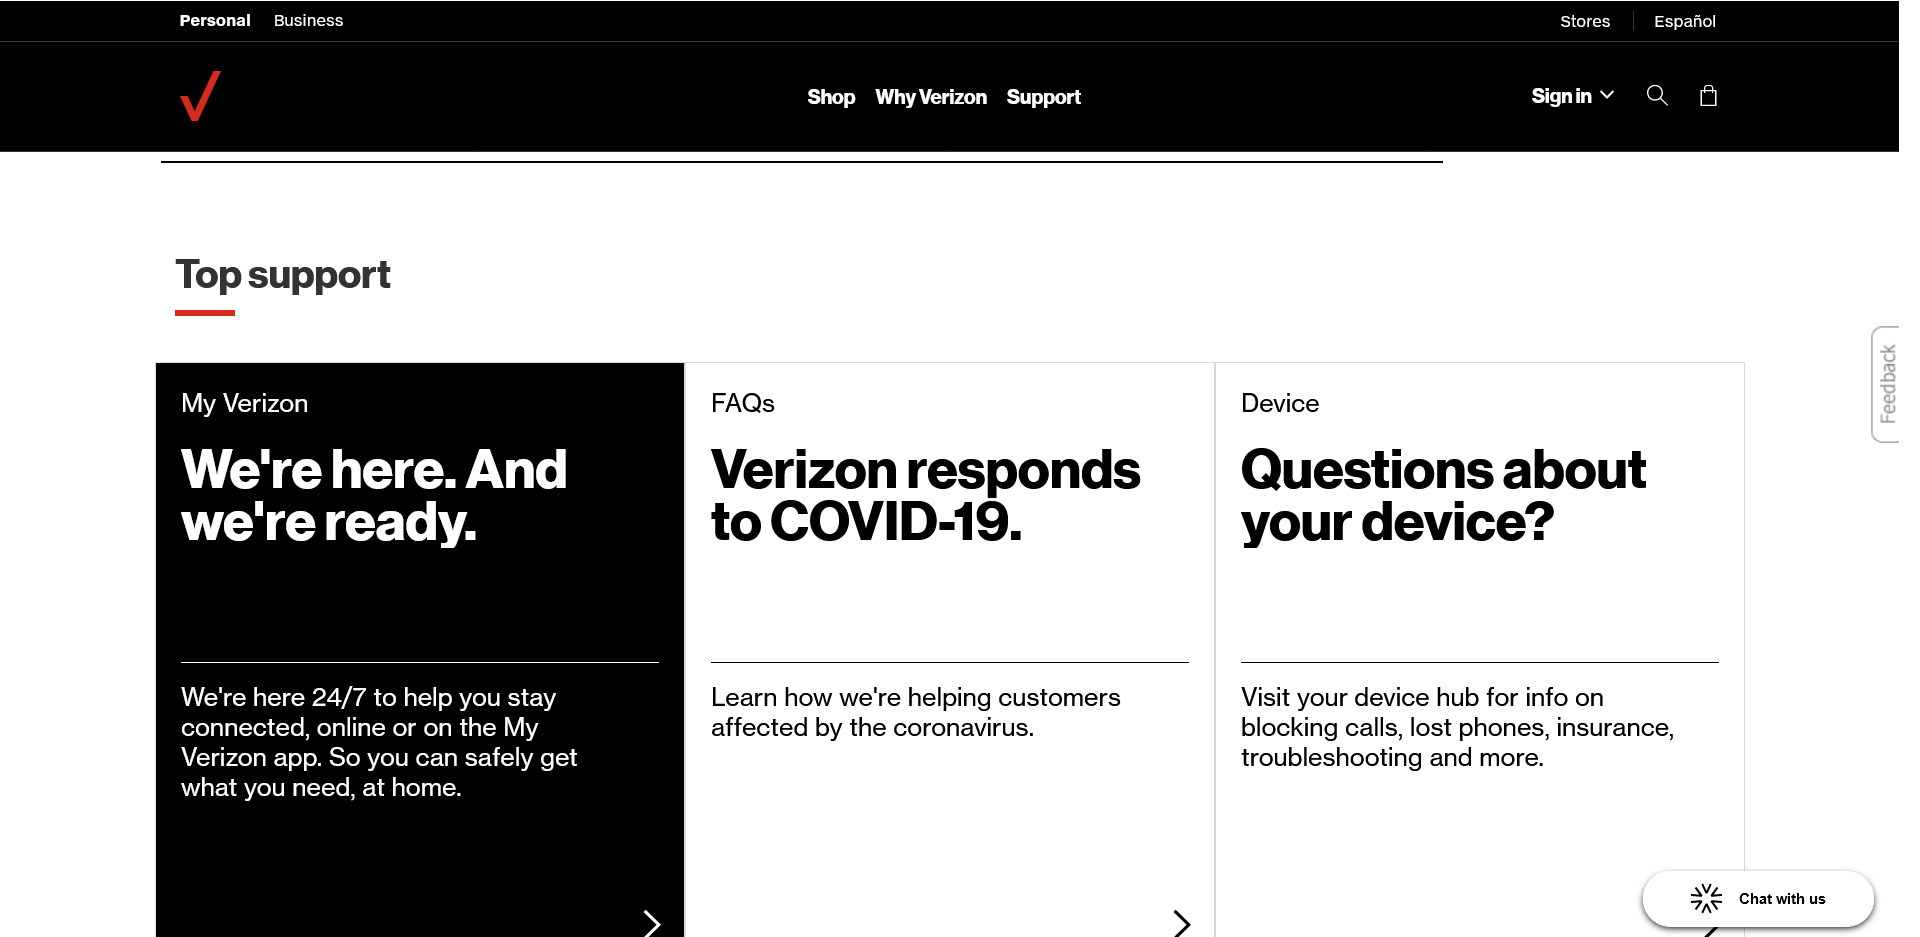 Personal Business
Stores Español
Shop Why Verizon Support
Sign in
Top support
Feedback
My Verizon
We're here. And
we're ready.
We're here 24/7 to help you stay
connected, online or on the My
Verizon app. So you can safely get
what you need, at home.
FAQs
Verizon responds
to COVID-19.
Learn how we're helping customers
affected by the coronavirus.
Device
Questions about
your device?
Visit your device hub for info on
blocking calls, lost phones, insurance,
troubleshooting and more.
Chat with us